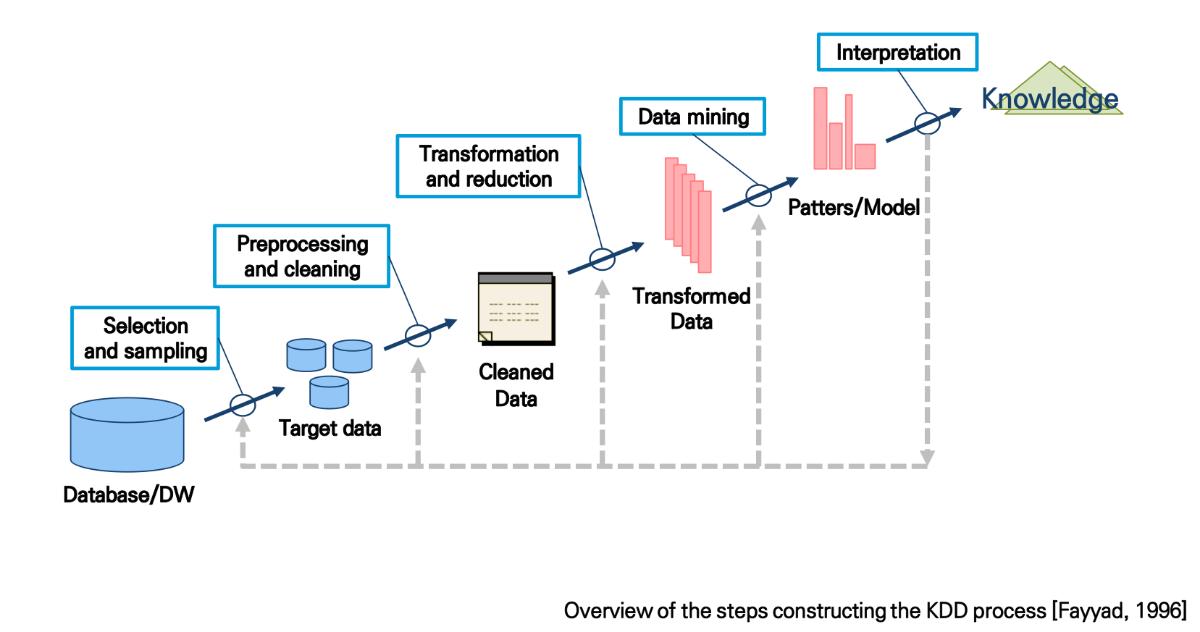 Interpretation
Knowledge
Data mining
Patters/Model
Transformation
and reduction
Transformed
Data
Preprocessing
and cleaning
Cleaned
Data
Selection
and sampling
Target data
Database/DW
Overview of the steps constructing the KDD process [Fayyad, 1996]